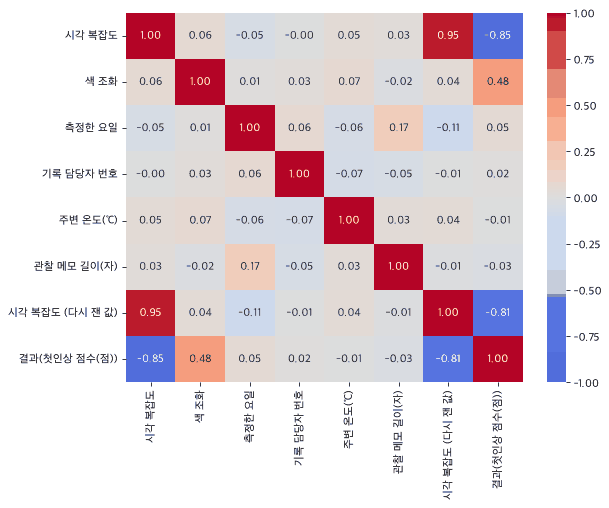 시각 복잡도 1.00 0.06 -0.05 -0.00 0.05 0.03 0.95 -0.85
색 조화 0.06 1.00 0.01 0.03 0.07 -0.02 0.04 0.48
측정한 요일 -0.05 0.01 1.00 0.06 -0.06 0.17 -0.11 0.05
기록 담당자 번호 -0.00 0.03 0.06 1.00 -0.07 -0.05 -0.01 0.02
주변 온도(℃) 0.05 0.07 -0.06 -0.07 1.00 0.03 0.04 -0.01
관찰 메모 길이(자) 0.03 -0.02 0.17 -0.05 0.03 1.00 -0.01 -0.03
시각 복잡도 (다시 잰 값) 0.95 0.04 -0.11 -0.01 0.04 -0.01 1.00 -0.81
결과(첫인상 점수(점)) -0.85 0.48 0.05 0.02 -0.01 -0.03 -0.81 1.00
시각 복잡도
색 조화
측정한 요일
기록 담당자 번호
주변 온도(℃)
관찰 메모 길이(자)
시각 복잡도 (다시 잰 값)
결과(첫인상 점수(점))
1.00
0.75
0.50
0.25
0.00
-0.25
-0.50
-0.75
-1.00